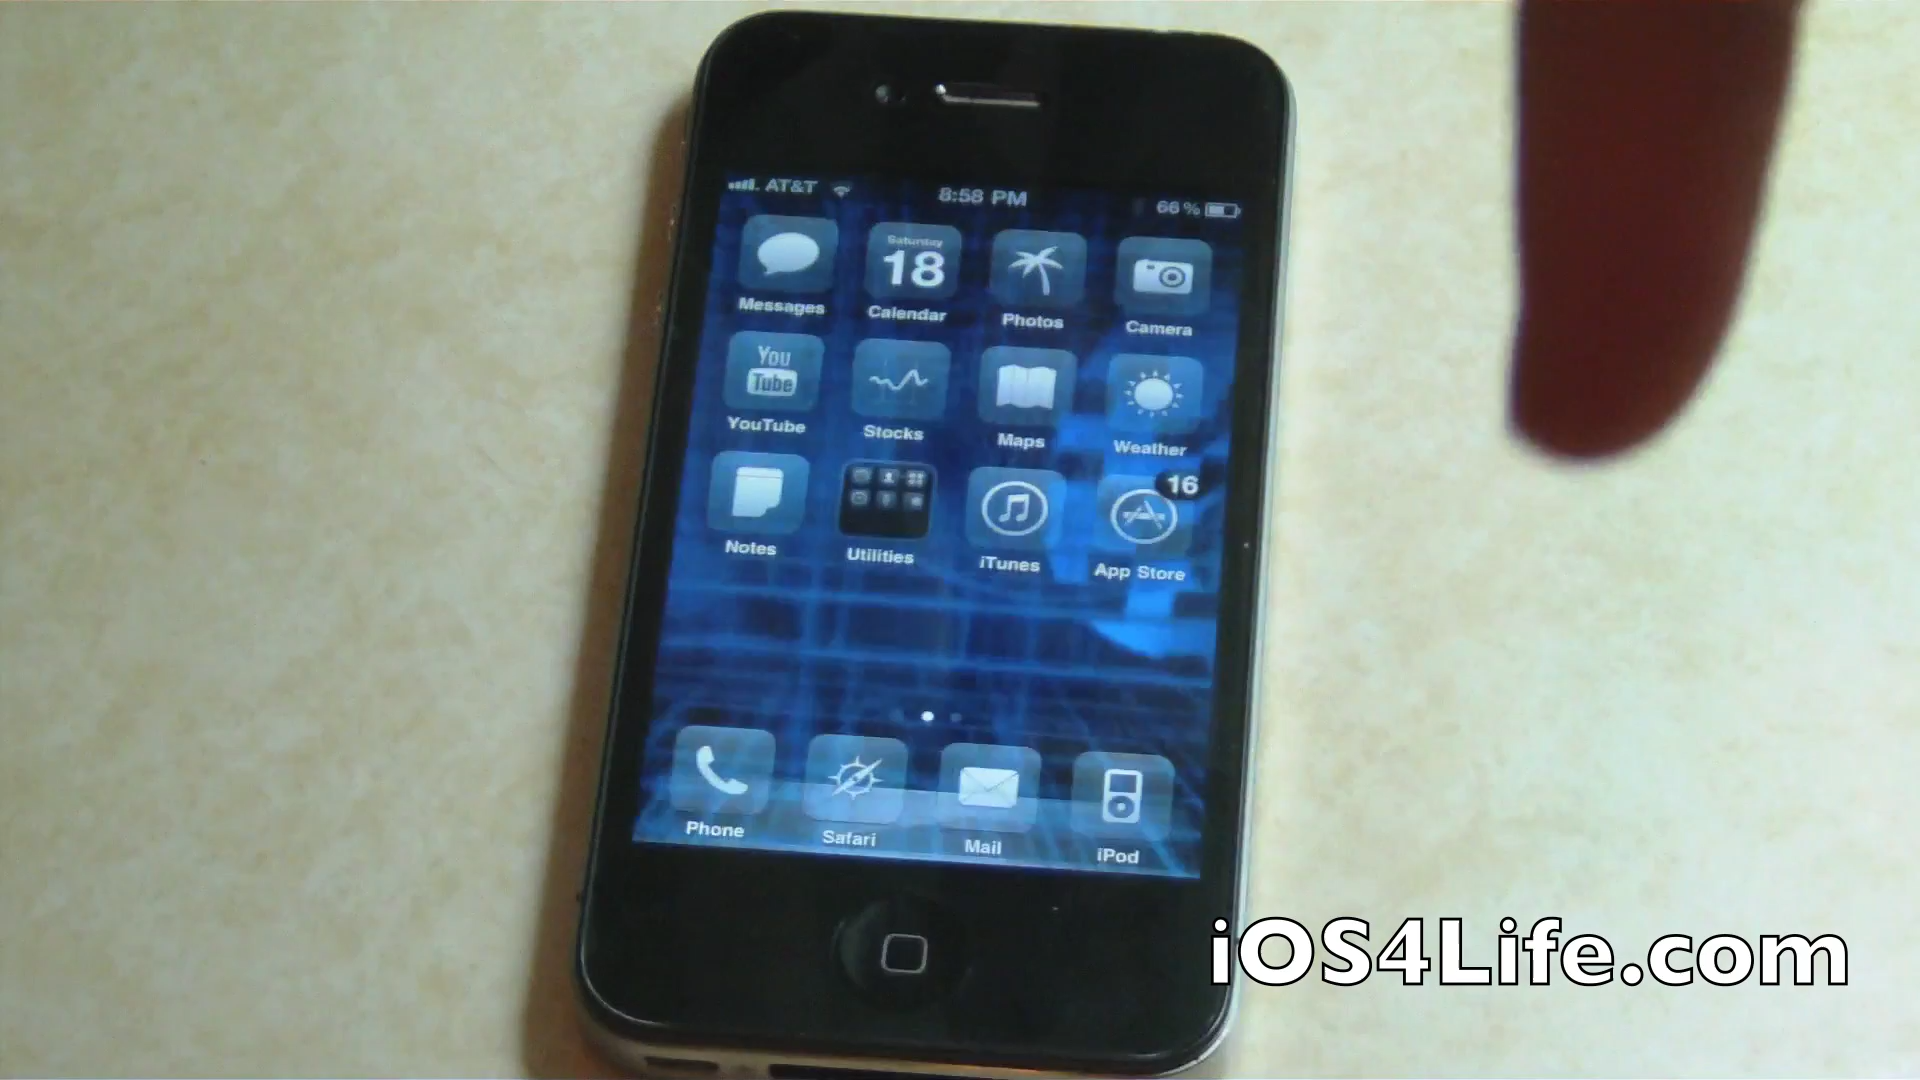 AT&T 8:58 PM 66%
Saturday
18
Messages Calendar Photos Camera
You
Tube
YouTube Stocks Maps Weather
16
Notes Utilities iTunes App Store
Phone Safari Mail iPod
iOS4Life.com